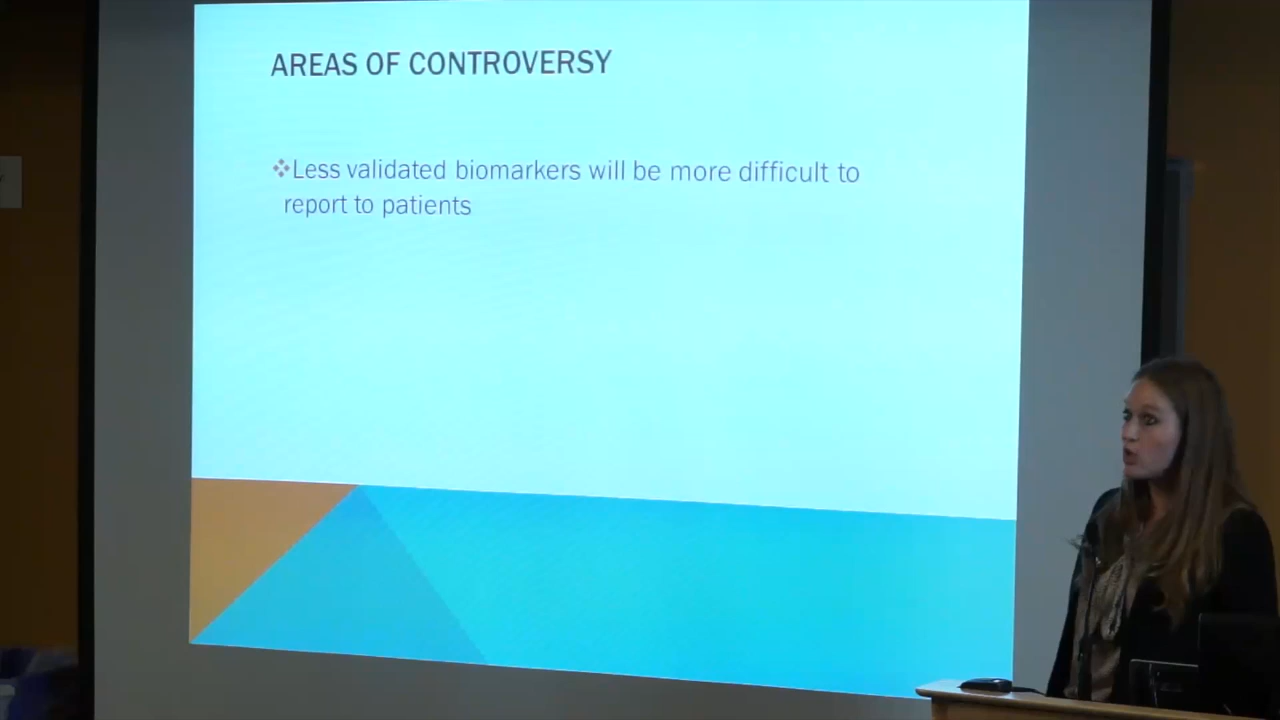 AREAS OF CONTROVERSY
❖Less validated biomarkers will be more difficult to
report to patients